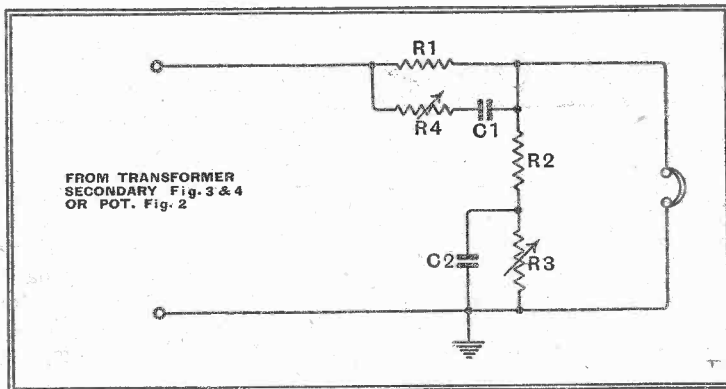 R1
R4
C1
R2
FROM TRANSFORMER
SECONDARY Fig. 3 & 4
OR POT. Fig. 2
C2
R3
T